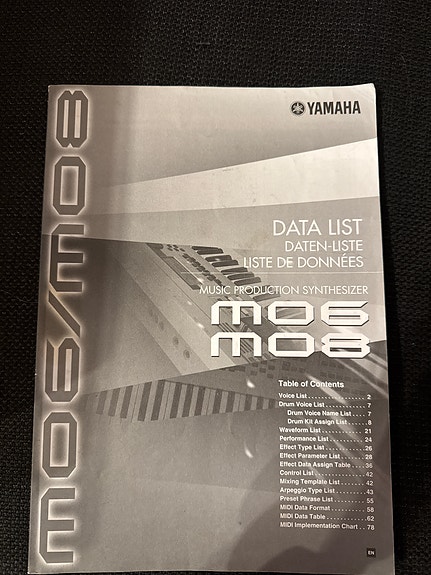 YAMAHA
MO6/MO8
DATA LIST
DATEN-LISTE
LISTE DE DONNÉES
MUSIC PRODUCTION SYNTHESIZER
MO6
MO8
Table of Contents
Voice List . . . . . . . . . . . . . . . . 2
Drum Voice List . . . . . . . . . . . 7
Drum Voice Name List . . . . 7
Drum Kit Assign List . . . . . 8
Waveform List . . . . . . . . . . . 21
Performance List . . . . . . . . . 24
Effect Type List . . . . . . . . . . 26
Effect Parameter List . . . . . 28
Effect Data Assign Table . . . 36
Control List . . . . . . . . . . . . . 42
Mixing Template List . . . . . . 42
Arpeggio Type List . . . . . . . 43
Preset Phrase List . . . . . . . . 55
MIDI Data Format . . . . . . . . . 58
MIDI Data Table . . . . . . . . . . 62
MIDI Implementation Chart . . 78
EN